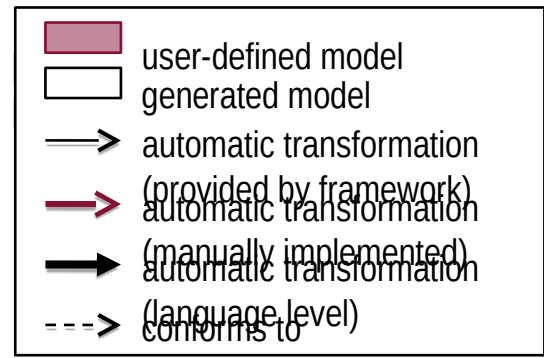 user-defined model
generated model
automatic transformation
(provided by framework)
automatic transformation
(manually implemented)
automatic transformation
(language level)
conforms to